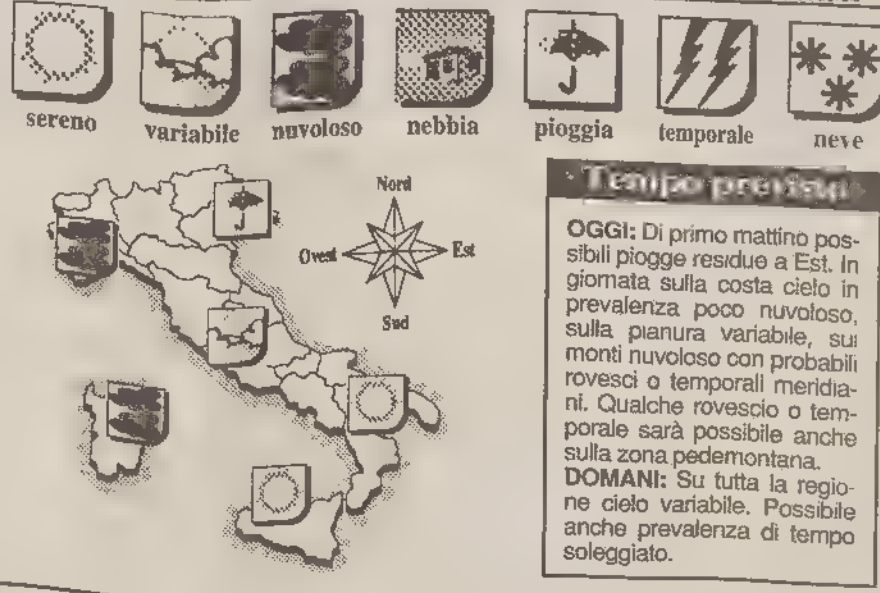 sereno
variabile
nuvoloso
nebbia
pioggia
temporale
neve
Nord
Ovest
Est
Sud
Tempo previsto
OGGI: Di primo mattino pos-
sibili piogge residue a Est. In
giornata sulla costa cielo in
prevalenza poco nuvoloso,
sulla pianura variabile, sui
monti nuvoloso con probabili
rovesci o temporali meridia-
ni. Qualche rovescio o tem-
porale sarà possibile anche
sulla zona pedemontana.
DOMANI: Su tutta la regio-
ne cielo variabile. Possibile
anche prevalenza di tempo
soleggiato.